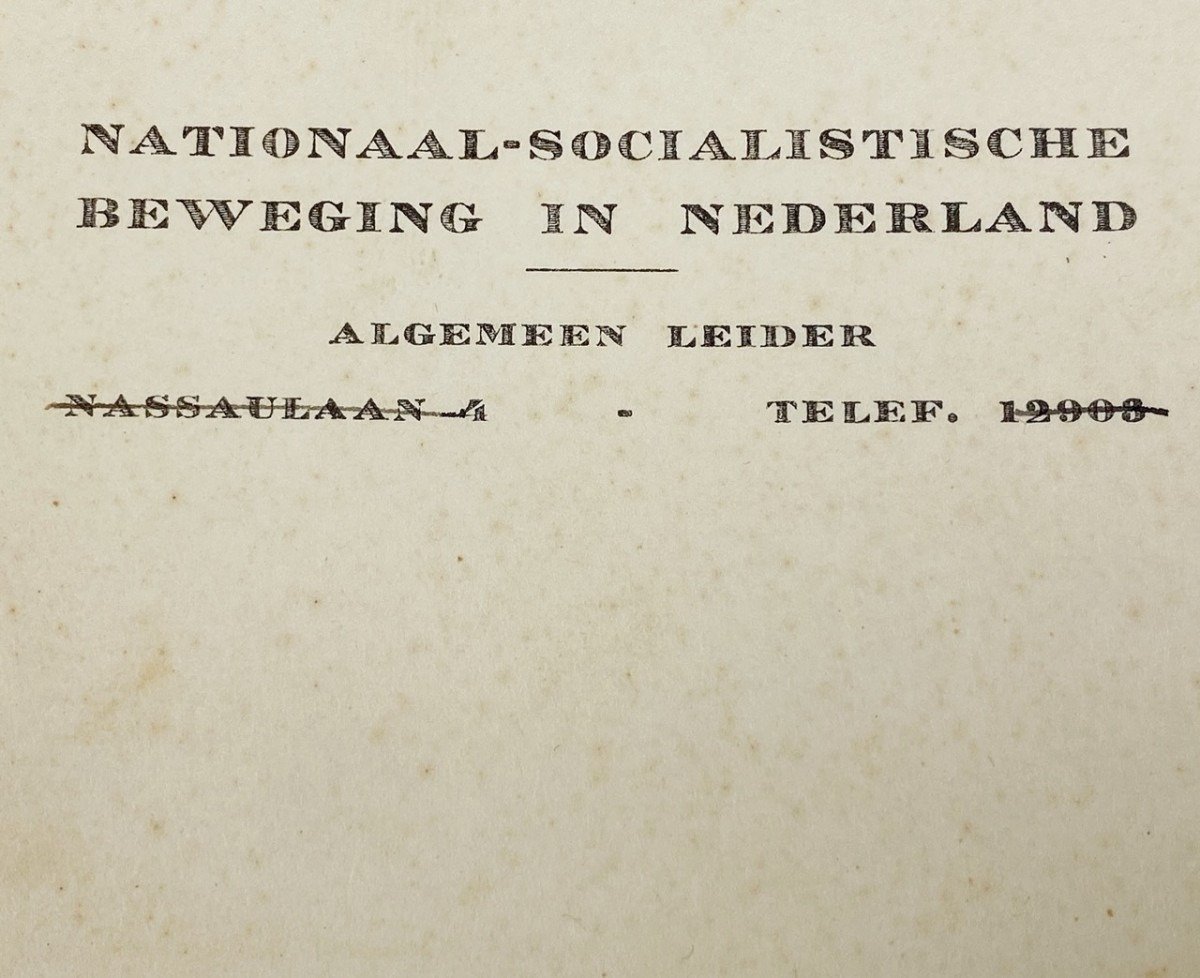 NATIONAAL-SOCIALISTISCHE
BEWEGING IN NEDERLAND
ALGEMEEN LEIDER
NASSAULAAN 4 - TELEF. 12903